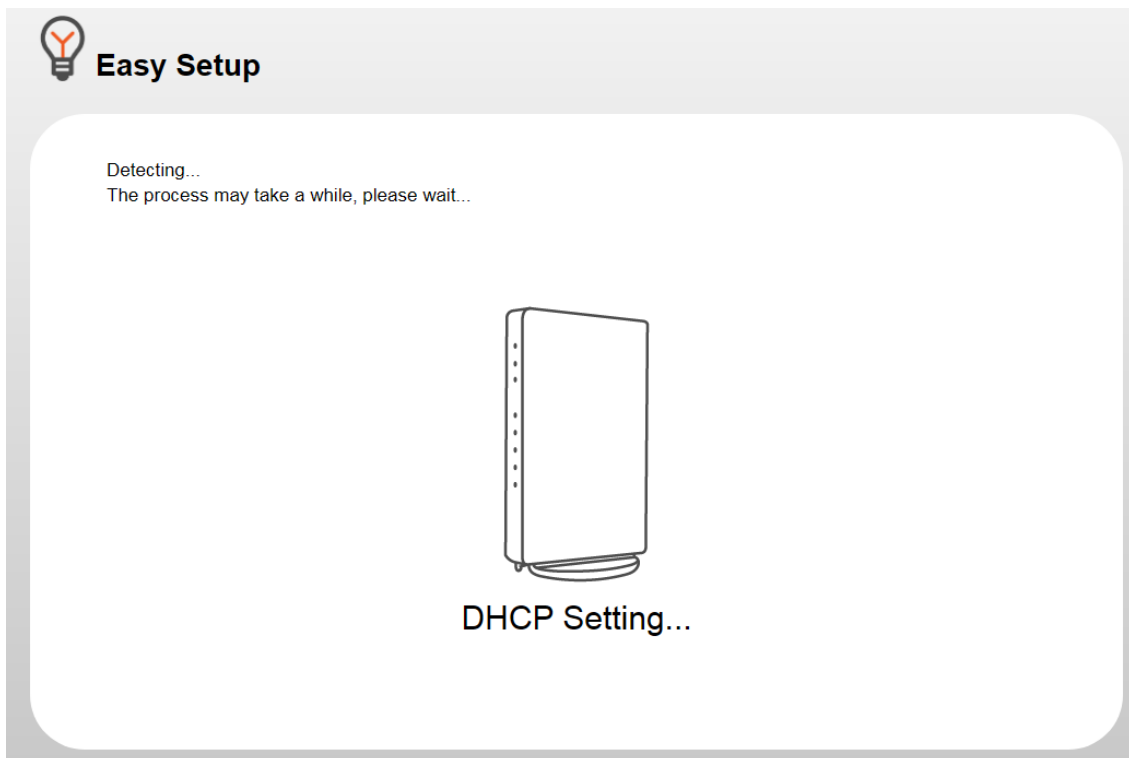 Easy Setup
Detecting...
The process may take a while, please wait...
DHCP Setting...